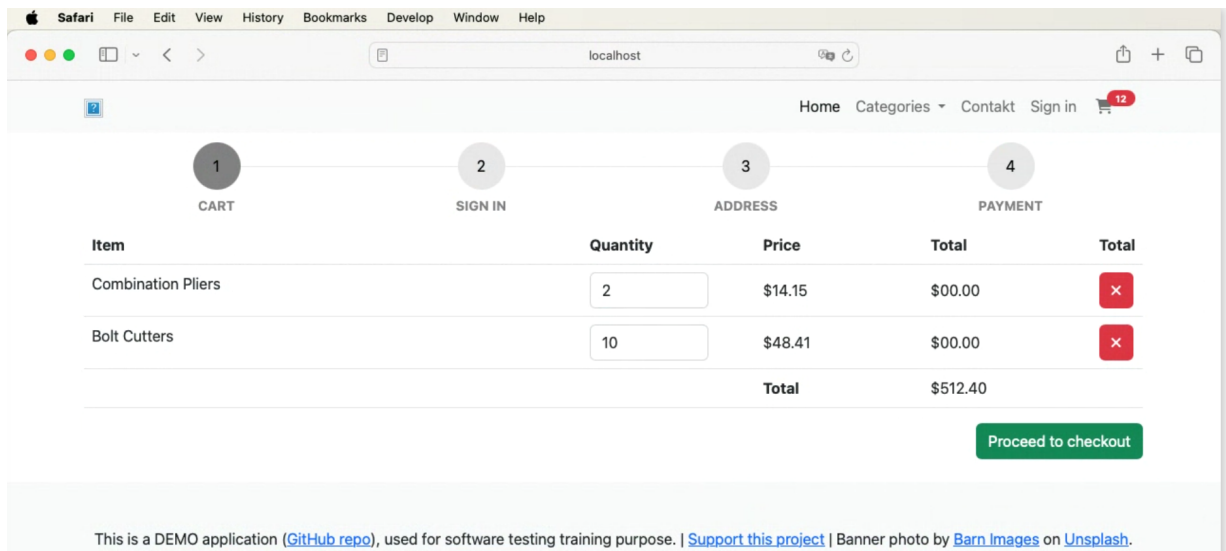 Safari File Edit View History Bookmarks Develop Window Help
localhost
Home Categories Contakt Sign in 12
1 2 3 4
CART SIGN IN ADDRESS PAYMENT
Item Quantity Price Total Total
Combination Pliers 2 $14.15 $00.00
Bolt Cutters 10 $48.41 $00.00
Total $512.40
Proceed to checkout
This is a DEMO application (GitHub repo), used for software testing training purpose. | Support this project | Banner photo by Barn Images on Unsplash.